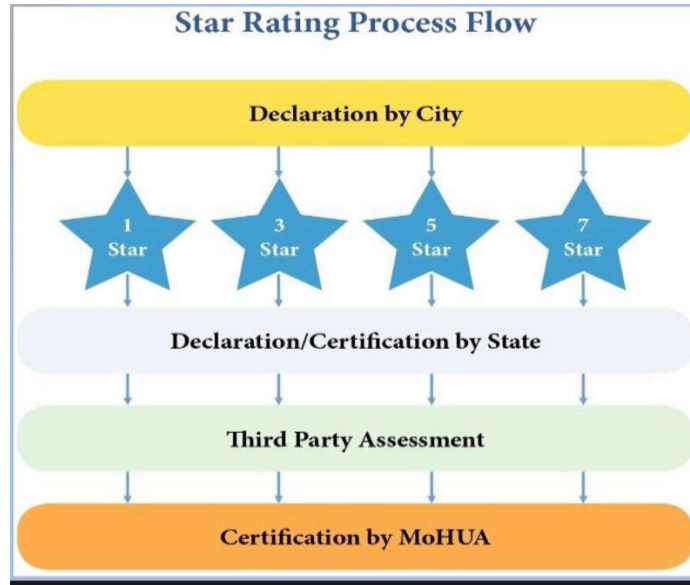 Star Rating Process Flow
Declaration by City
1
Star
3
Star
5
Star
7
Star
Declaration/Certification by State
Third Party Assessment
Certification by MoHUA